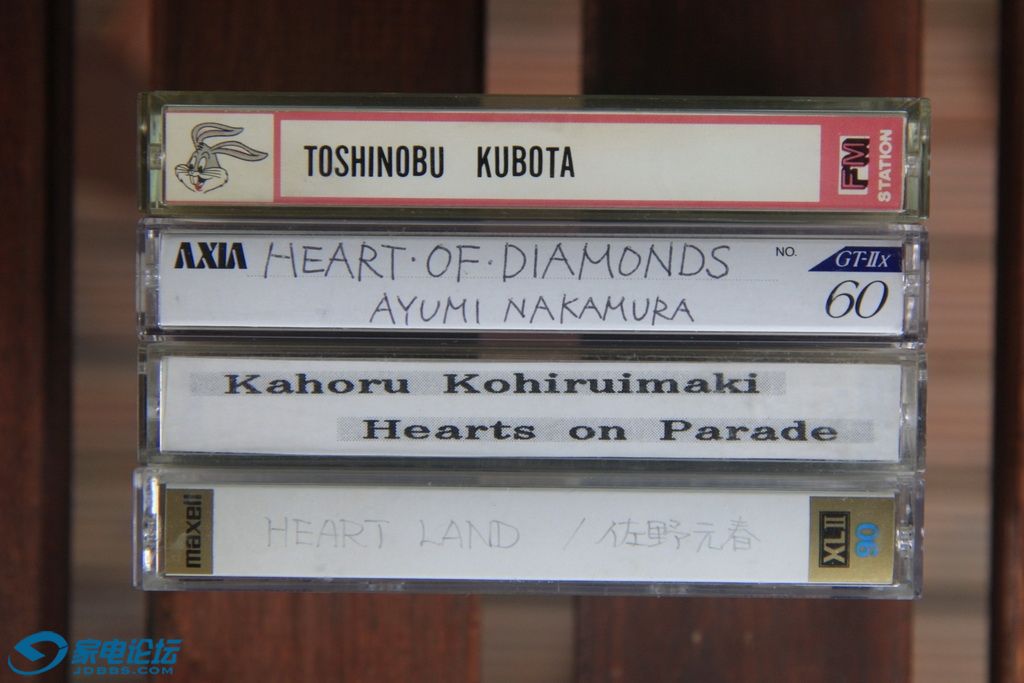 TOSHINOBU KUBOTA
FM
STATION
AXIA
HEART·OF·DIAMONDS
NO.
GT-IIx
AYUMI NAKAMURA
60
Kahoru Kohiruimaki
Hearts on Parade
maxell
HEART LAND / 佐野元春
XLII
90
家电论坛
JDBBS.COM